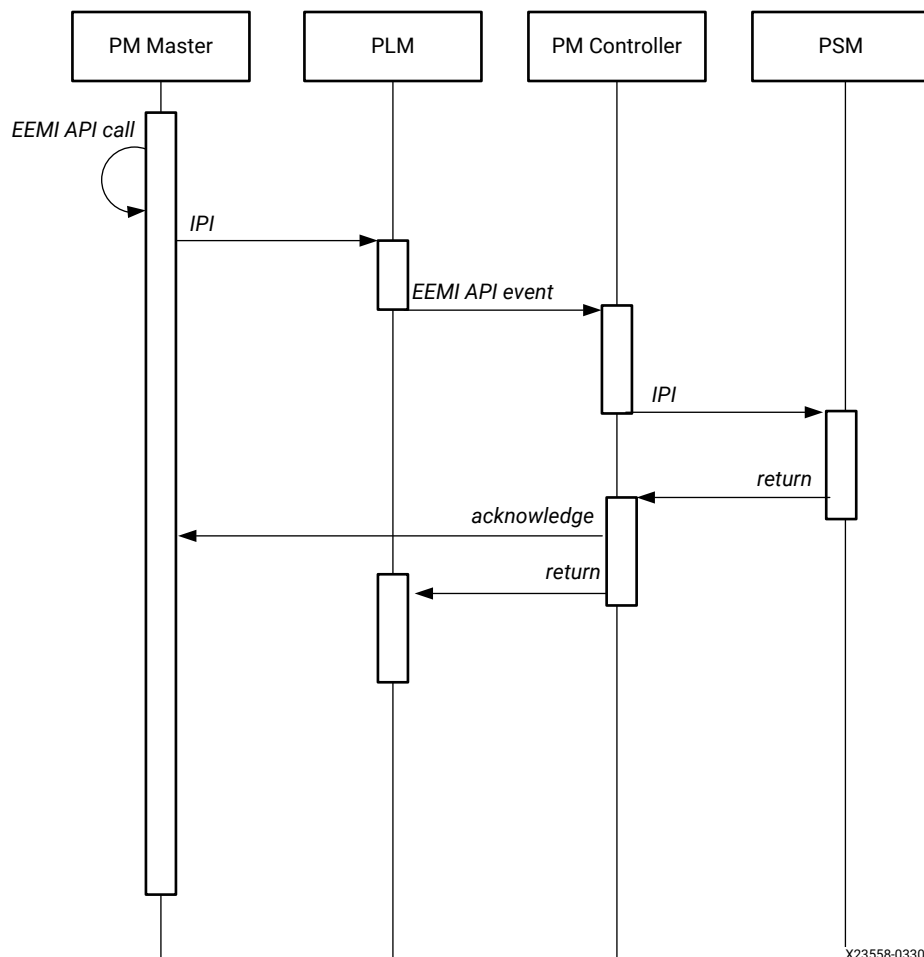 PM Master
PLM
PM Controller
PSM
EEMI API call
IPI
EEMI API event
IPI
return
acknowledge
return
X23558-0330